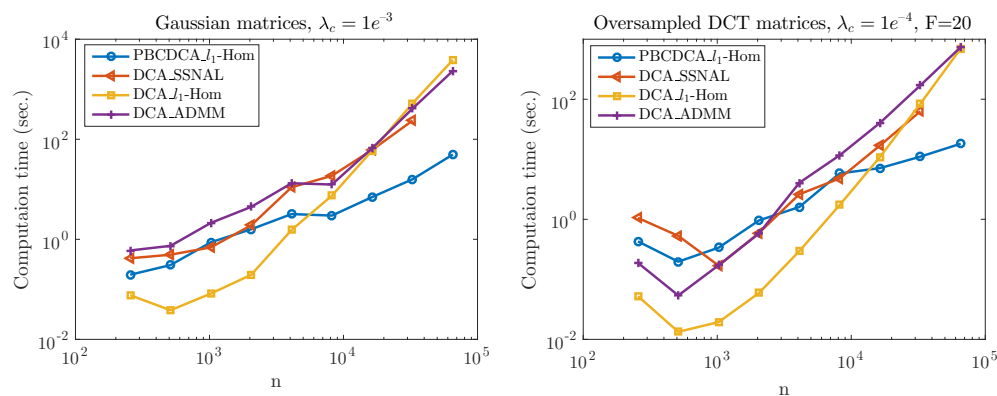 Gaussian matrices, λc = 1e^-3
Computaion time (sec.)
10^4
10^2
10^0
10^-2
PBCDCA_l1-Hom
DCA_SSNAL
DCA_l1-Hom
DCA_ADMM
10^2
10^3
10^4
10^5
n
Oversampled DCT matrices, λc = 1e^-4, F=20
Computaion time (sec.)
10^2
10^0
10^-2
PBCDCA_l1-Hom
DCA_SSNAL
DCA_l1-Hom
DCA_ADMM
10^2
10^3
10^4
10^5
n